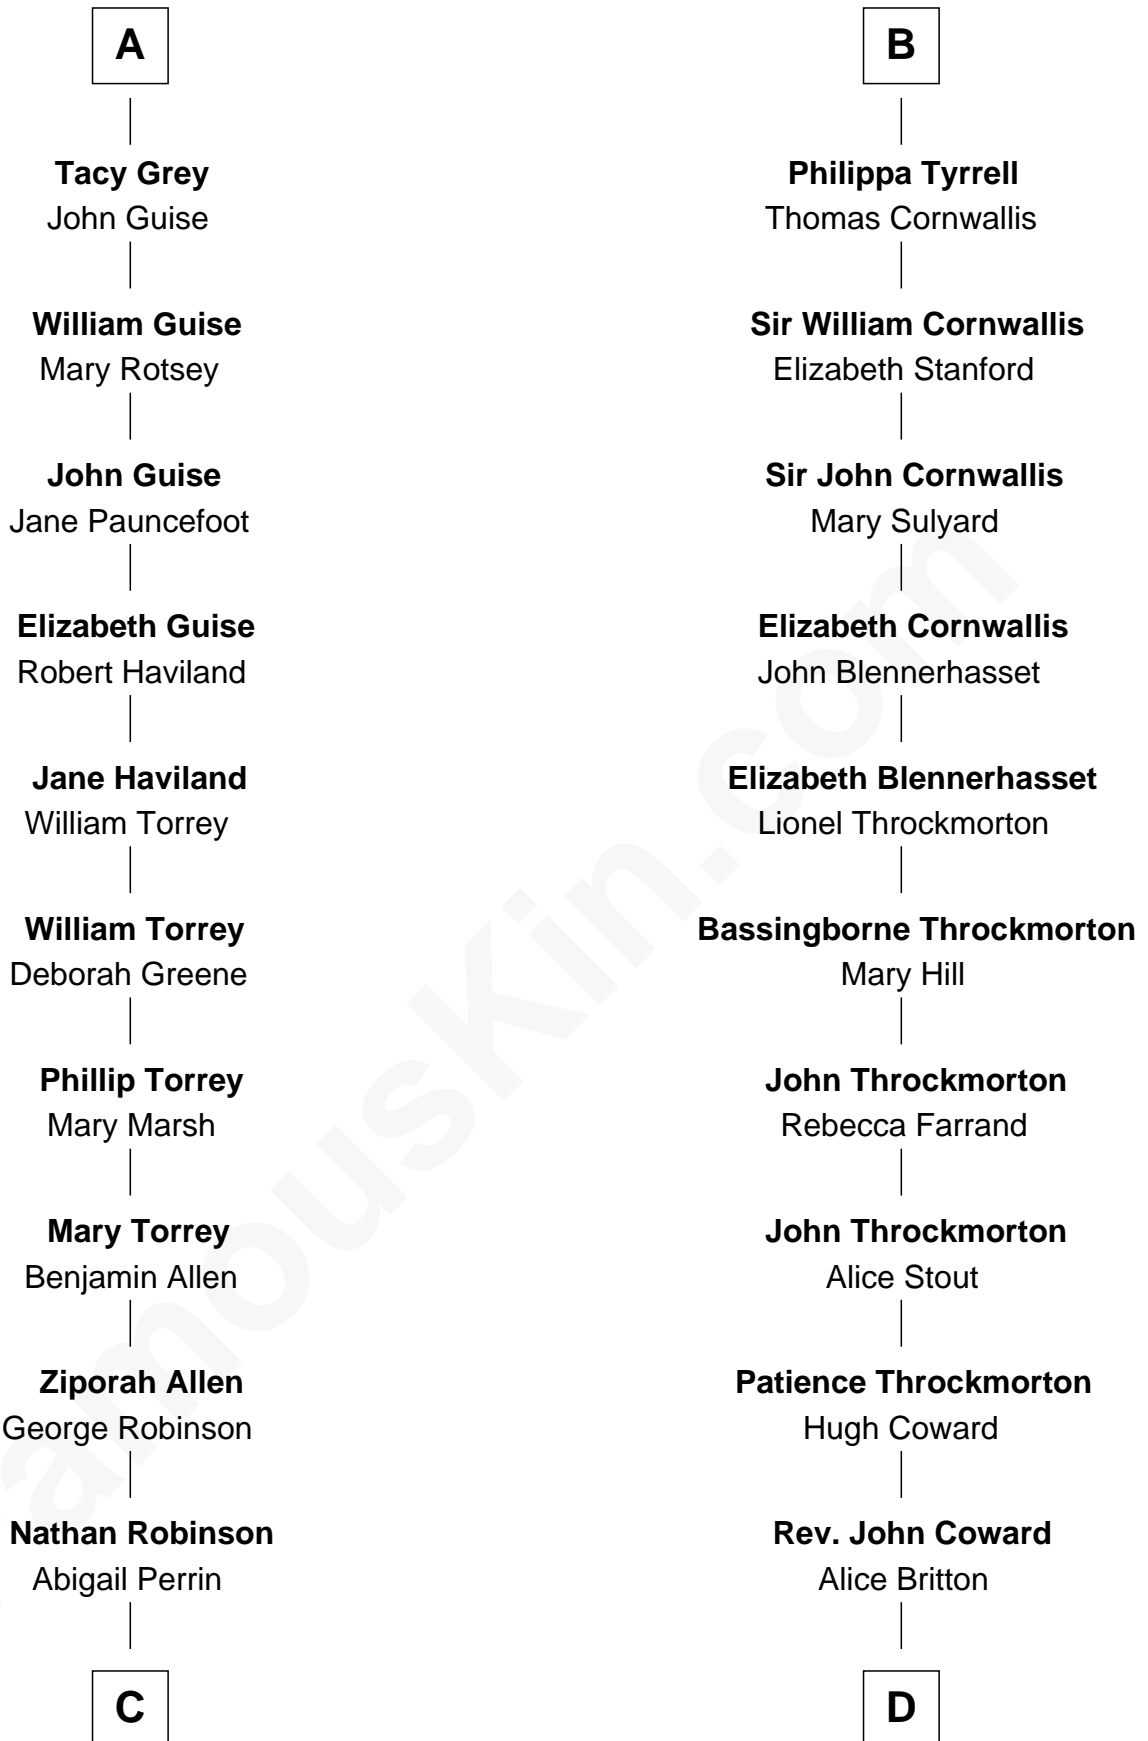 A
Tacy Grey
John Guise
William Guise
Mary Rotsey
John Guise
Jane Pauncefoot
Elizabeth Guise
Robert Haviland
Jane Haviland
William Torrey
William Torrey
Deborah Greene
Phillip Torrey
Mary Marsh
Mary Torrey
Benjamin Allen
Ziporah Allen
George Robinson
Nathan Robinson
Abigail Perrin
C
B
Philippa Tyrrell
Thomas Cornwallis
Sir William Cornwallis
Elizabeth Stanford
Sir John Cornwallis
Mary Sulyard
Elizabeth Cornwallis
John Blennerhasset
Elizabeth Blennerhasset
Lionel Throckmorton
Bassingborne Throckmorton
Mary Hill
John Throckmorton
Rebecca Farrand
John Throckmorton
Alice Stout
Patience Throckmorton
Hugh Coward
Rev. John Coward
Alice Britton
D
amousKin.com